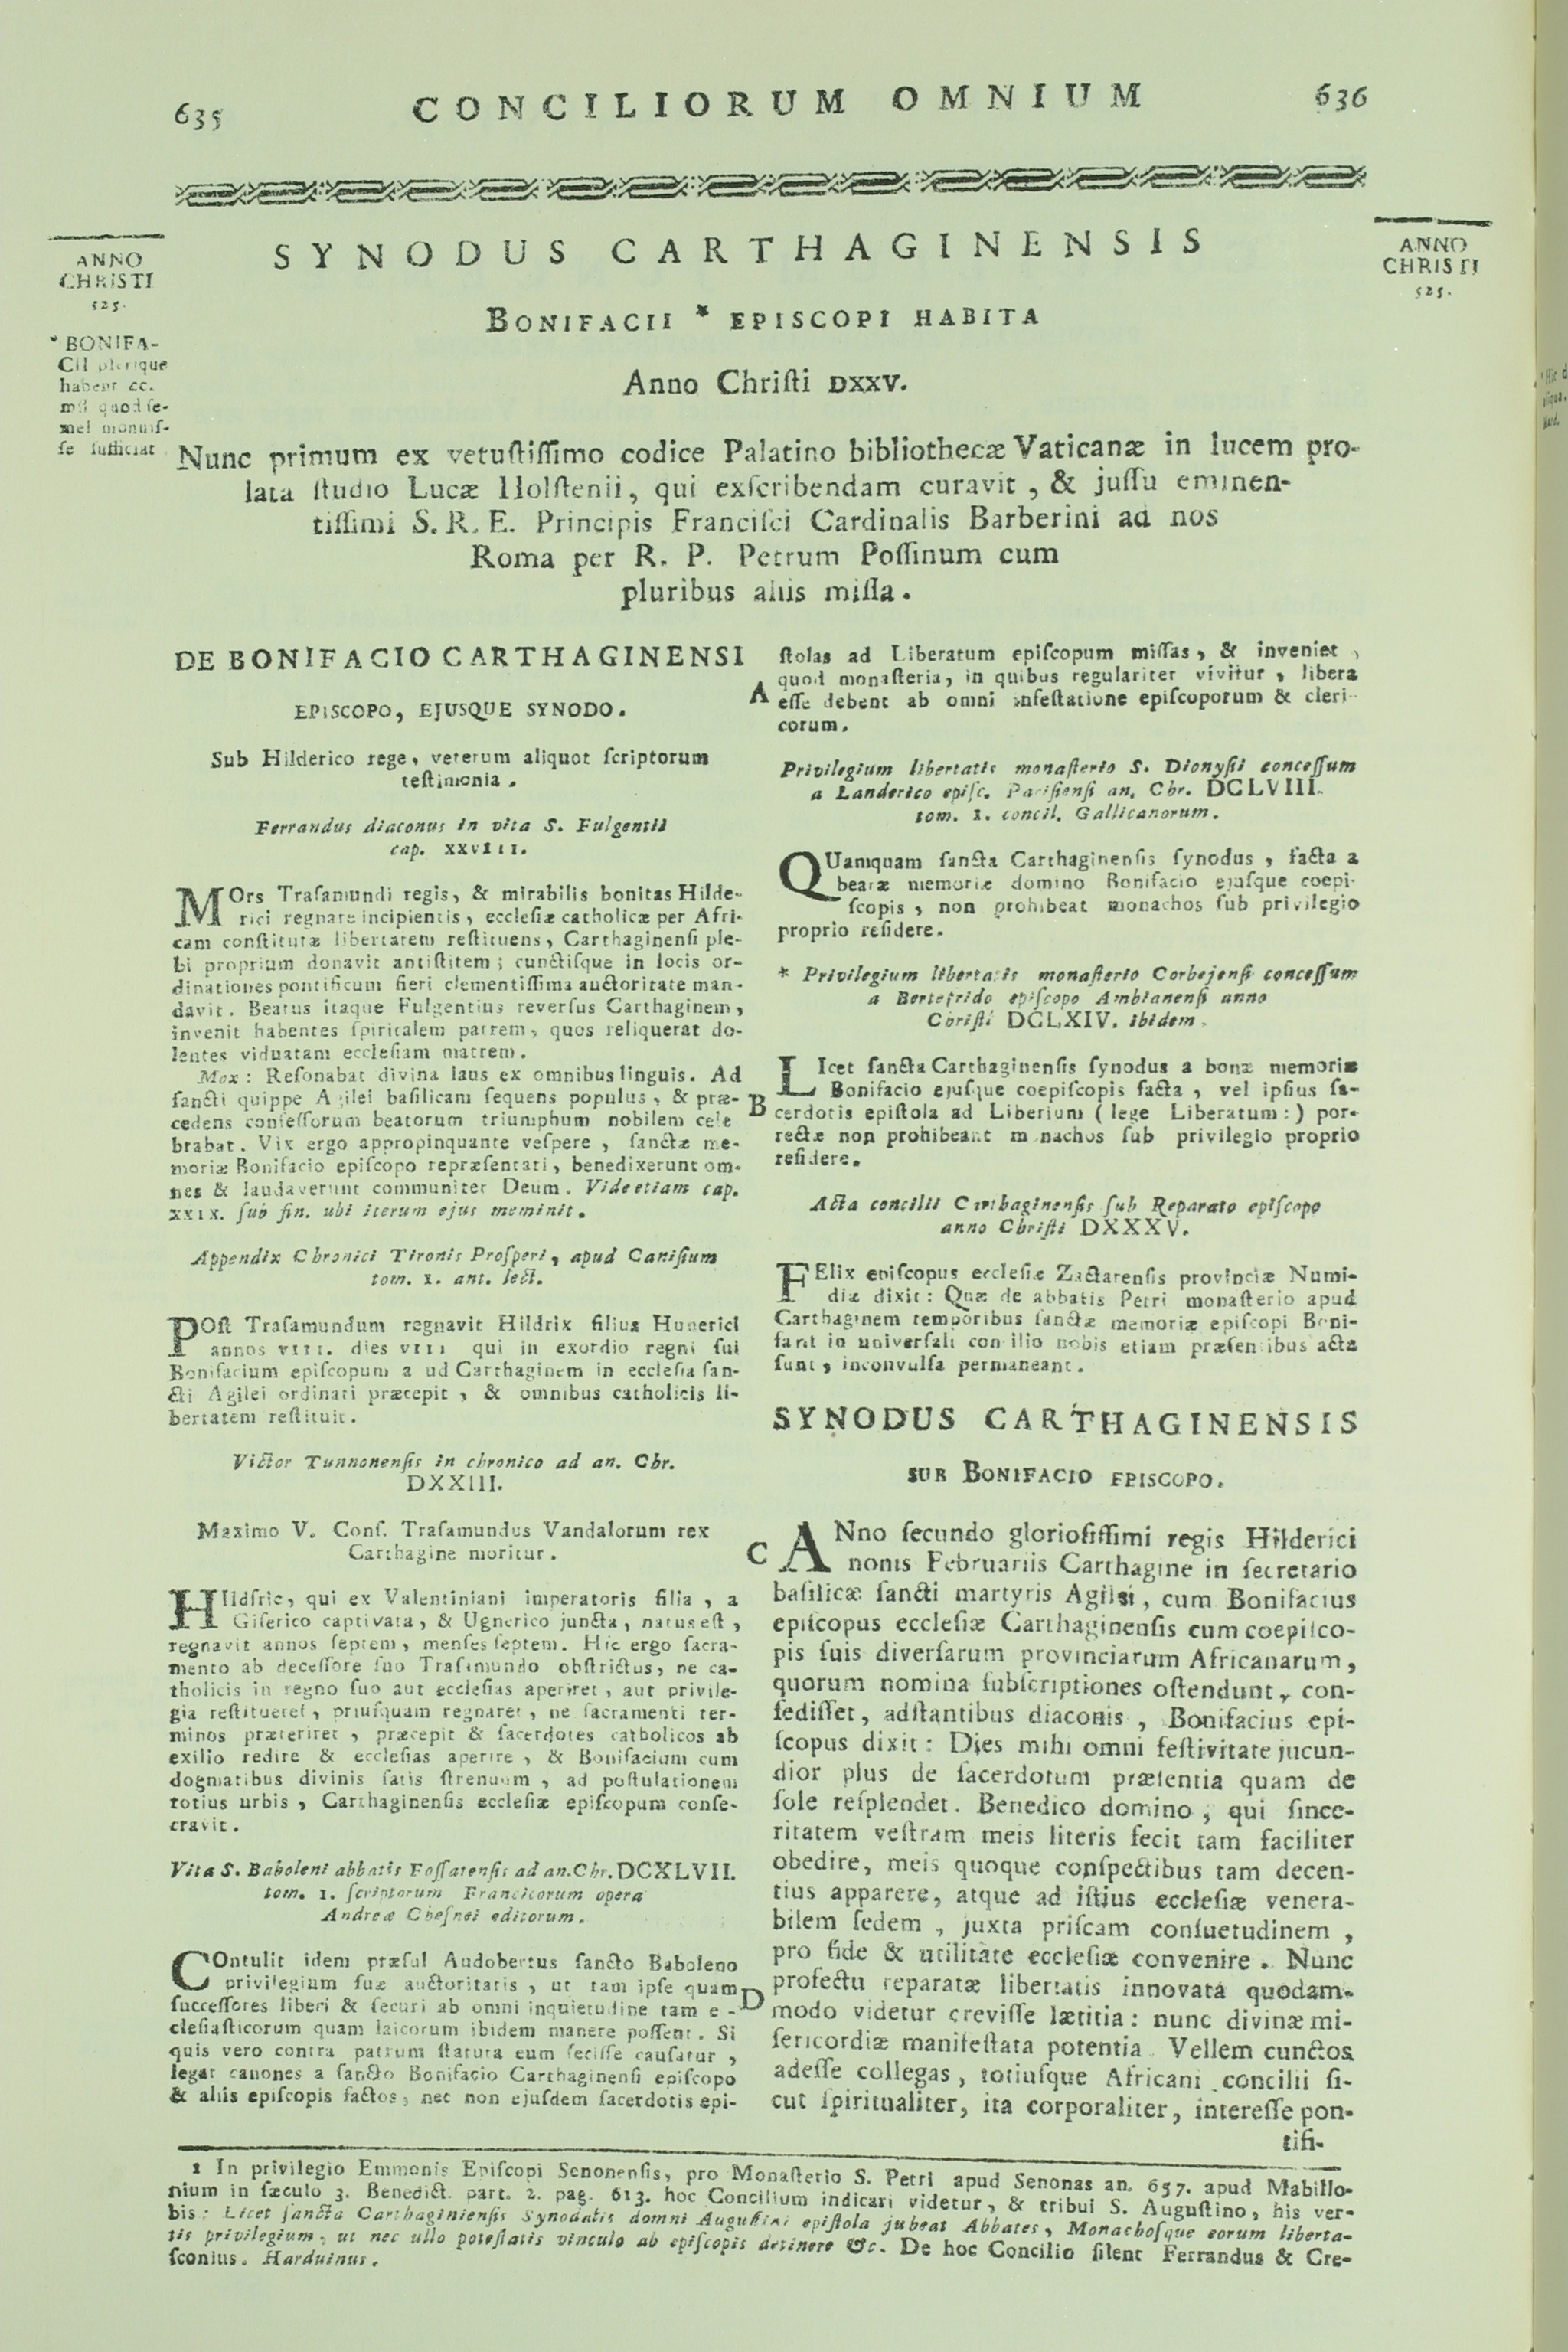 635
CONCILIORUM OMNIUM
636
SYNODUS CARTHAGINENSIS
BONIFACII * EPISCOPI HABITA
Anno Chriſti DXXV.
Nunc primum ex vetuſtiſſimo codice Palatino bibliothecæ Vaticanæ in lucem pro-
lata ſtudio Lucæ Holſtenii, qui exſcribendam curavit, & juſſu eminen-
tiſſimi S. R. E. Principis Franciſci Cardinalis Barberini ad nos
Roma per R. P. Petrum Poſſinum cum
pluribus aliis miſſa.
ANNO
CHRISTI
525.
* BONIFA-
CII plerique
habent ec.
mel monuiſ-
ſe ſufficiat
ANNO
CHRISTI
525.
DE BONIFACIO CARTHAGINENSI
EPISCOPO, EJUSQUE SYNODO.
Sub Hilderico rege, veterum aliquot ſcriptorum
teſtimonia.
Ferrandus diaconus in vita S. Fulgentii
cap. XXVIII.
MOrs Traſamundi regis, & mirabilis bonitas Hilde-
rici regnare incipientis, eccleſiæ catholicæ per Afri-
cam conſtitutæ libertatem reſtituens, Carthaginenſi ple-
bi proprium donavit antiſtitem; cunctiſque in locis or-
dinationes pontificum fieri clementiſſima auctoritate man-
davit. Beatus itaque Fulgentius reverſus Carthaginem,
invenit habentes ſpiritalem patrem, quos reliquerat do-
lentes viduatam eccleſiam matrem.
Mox: Reſonabat divina laus ex omnibus linguis. Ad
ſancti quippe Agilei baſilicam ſequens populus, & præ-
cedens confeſſorum beatorum triumphum nobilem cele
brabat. Vix ergo appropinquante veſpere, ſanctæ me-
moriæ Bonifacio epiſcopo repræſentati, benedixerunt om-
nes & laudaverunt communiter Deum. Vide etiam cap.
XXIX. ſub fin. ubi iterum ejus meminit.
Appendix Chronici Tironis Proſperi, apud Caniſium
tom. I. ant. lect.
POſt Traſamundum regnavit Hildrix filius Hunerici
annos VIII. dies VIII qui in exordio regni ſui
Bonifacium epiſcopum a ud Carthaginem in eccleſia ſan-
cti Agilei ordinari præcepit, & omnibus catholicis li-
bertatem reſtituit.
Victor Tunnonenſis in chronico ad an. Chr.
DXXIII.
Maximo V. Conſ. Traſamundus Vandalorum rex
Carthagine moritur.
HIldſric, qui ex Valentiniani imperatoris filia, a
Giſerico captivata, & Ugnerico juncta, natus eſt,
regnavit annos ſeptem, menſes ſeptem. Hic ergo ſacra-
mento ab deceſſore ſuo Traſimundo obſtrictus, ne ca-
tholicis in regno ſuo aut eccleſias aperiret, aut privile-
gia reſtitueret, priuſquam regnaret, ne ſacramenti ter-
minos præteriret, præcepit & ſacerdotes catholicos ab
exilio redire & eccleſias aperire, & Bonifacium cum
dogmatibus divinis ſatis ſtrenuum, ad poſtulationem
totius urbis, Carthaginenſis eccleſiæ epiſcopum conſe-
cravit.
Vita S. Baboleni abbatis Foſſatenſis ad an. Chr. DCXLVII.
tom. I. ſcriptorum Francicorum opera
Andreæ Cheſnei editorum.
COntulit idem præſul Audobertus ſancto Baboleno
privilegium ſuæ auctoritatis, ut tam ipſe quam
ſucceſſores liberi & ſecuri ab omni inquietudine tam e-
cleſiaſticorum quam laicorum ibidem manere poſſent. Si
quis vero contra patrum ſtatuta eum feciſſe cauſatur,
legat canones a ſancto Bonifacio Carthaginenſi epiſcopo
& aliis epiſcopis factos, nec non ejuſdem ſacerdotis epi-
ſtolas ad Liberatum epiſcopum miſſas, & inveniet,
quod monaſteria, in quibus regulariter vivitur, libera
A eſſe debent ab omni infeſtatione epiſcoporum & cleri-
corum.
Privilegium libertatis monaſterio S. Dionyſii conceſſum
a Landerico epiſc. Pariſienſi an. Chr. DCLVIII.
tom. I. concil. Gallicanorum.
QUamquam ſancta Carthaginenſis ſynodus, facta a
beatæ memoriæ domino Bonifacio ejuſque coepi-
ſcopis, non prohibeat monachos ſub privilegio
proprio reſidere.
* Privilegium libertatis monaſterio Corbejenſi conceſſum
a Bertefrido epiſcopo Ambianenſi anno
Chriſti DCLXIV. ibidem.
LIcet ſancta Carthaginenſis ſynodus a bonæ memoriæ
Bonifacio ejuſque coepiſcopis facta, vel ipſius ſa-
B cerdotis epiſtola ad Liberium (lege Liberatum:) por-
rectæ non prohibeant m nachos ſub privilegio proprio
reſidere.
Acta concilii Carthaginenſis ſub Reparato epiſcopo
anno Chriſti DXXXV.
FElix epiſcopus eccleſiæ Zactarenſis provinciæ Numi-
diæ dixit: Quæ de abbatis Petri monaſterio apud
Carthaginem temporibus ſanctæ memoriæ epiſcopi Boni-
facii in univerſali con ilio nobis etiam præſentibus acta
ſunt, inconvulſa permaneant.
SYNODUS CARTHAGINENSIS
SUB BONIFACIO EPISCOPO.
C ANno ſecundo glorioſiſſimi regis Hilderici
nonis Februariis Carthagine in ſecretario
baſilicæ ſancti martyris Agilei, cum Bonifacius
epiſcopus eccleſiæ Carthaginenſis cum coepiſco-
pis ſuis diverſarum provinciarum Africanarum,
quorum nomina ſubſcriptiones oſtendunt, con-
ſediſſet, adſtantibus diaconis, Bonifacius epi-
ſcopus dixit: Dies mihi omni feſtivitate jucun-
dior plus de ſacerdotum præſentia quam de
ſole reſplendet. Benedico domino, qui ſince-
ritatem veſtram meis literis fecit tam faciliter
obedire, meis quoque conſpectibus tam decen-
tius apparere, atque ad iſtius eccleſiæ venera-
bilem ſedem, juxta priſcam conſuetudinem,
pro fide & utilitate eccleſiæ convenire. Nunc
D profectu reparatæ libertatis innovata quodam-
modo videtur creviſſe lætitia: nunc divinæ mi-
ſericordiæ manifeſtata potentia. Vellem cunctos
adeſſe collegas, totiuſque Africani concilii ſi-
cut ſpiritualiter, ita corporaliter, intereſſe pon-
tifi-
1 In privilegio Emmonis Epiſcopi Senonenſis, pro Monaſterio S. Petri apud Senonas an. 657. apud Mabillo-
nium in ſæculo 3. Benedict. part. 2. pag. 613. hoc Concilium indicari videtur, & tribui S. Auguſtino, his ver-
bis: Licet ſancta Carthaginienſis Synodalis domni Auguſtini epiſtola jubeat Abbates, Monachoſque eorum liberta-
tis privilegium, ut nec ullo poteſtatis vinculo ab epiſcopis detinere &c. De hoc Concilio ſilent Ferrandus & Cre-
ſconius. Harduinus.